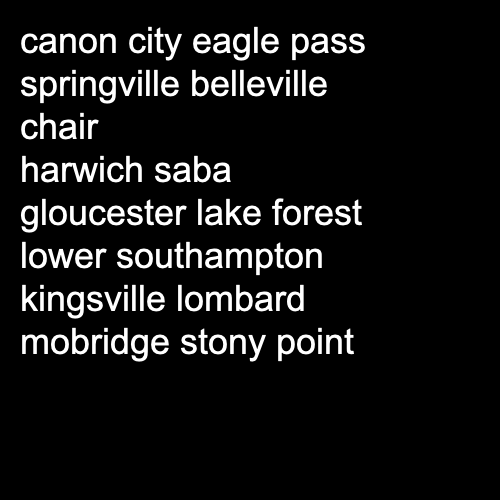 canon city eagle pass
springville belleville
chair
harwich saba
gloucester lake forest
lower southampton
kingsville lombard
mobridge stony point